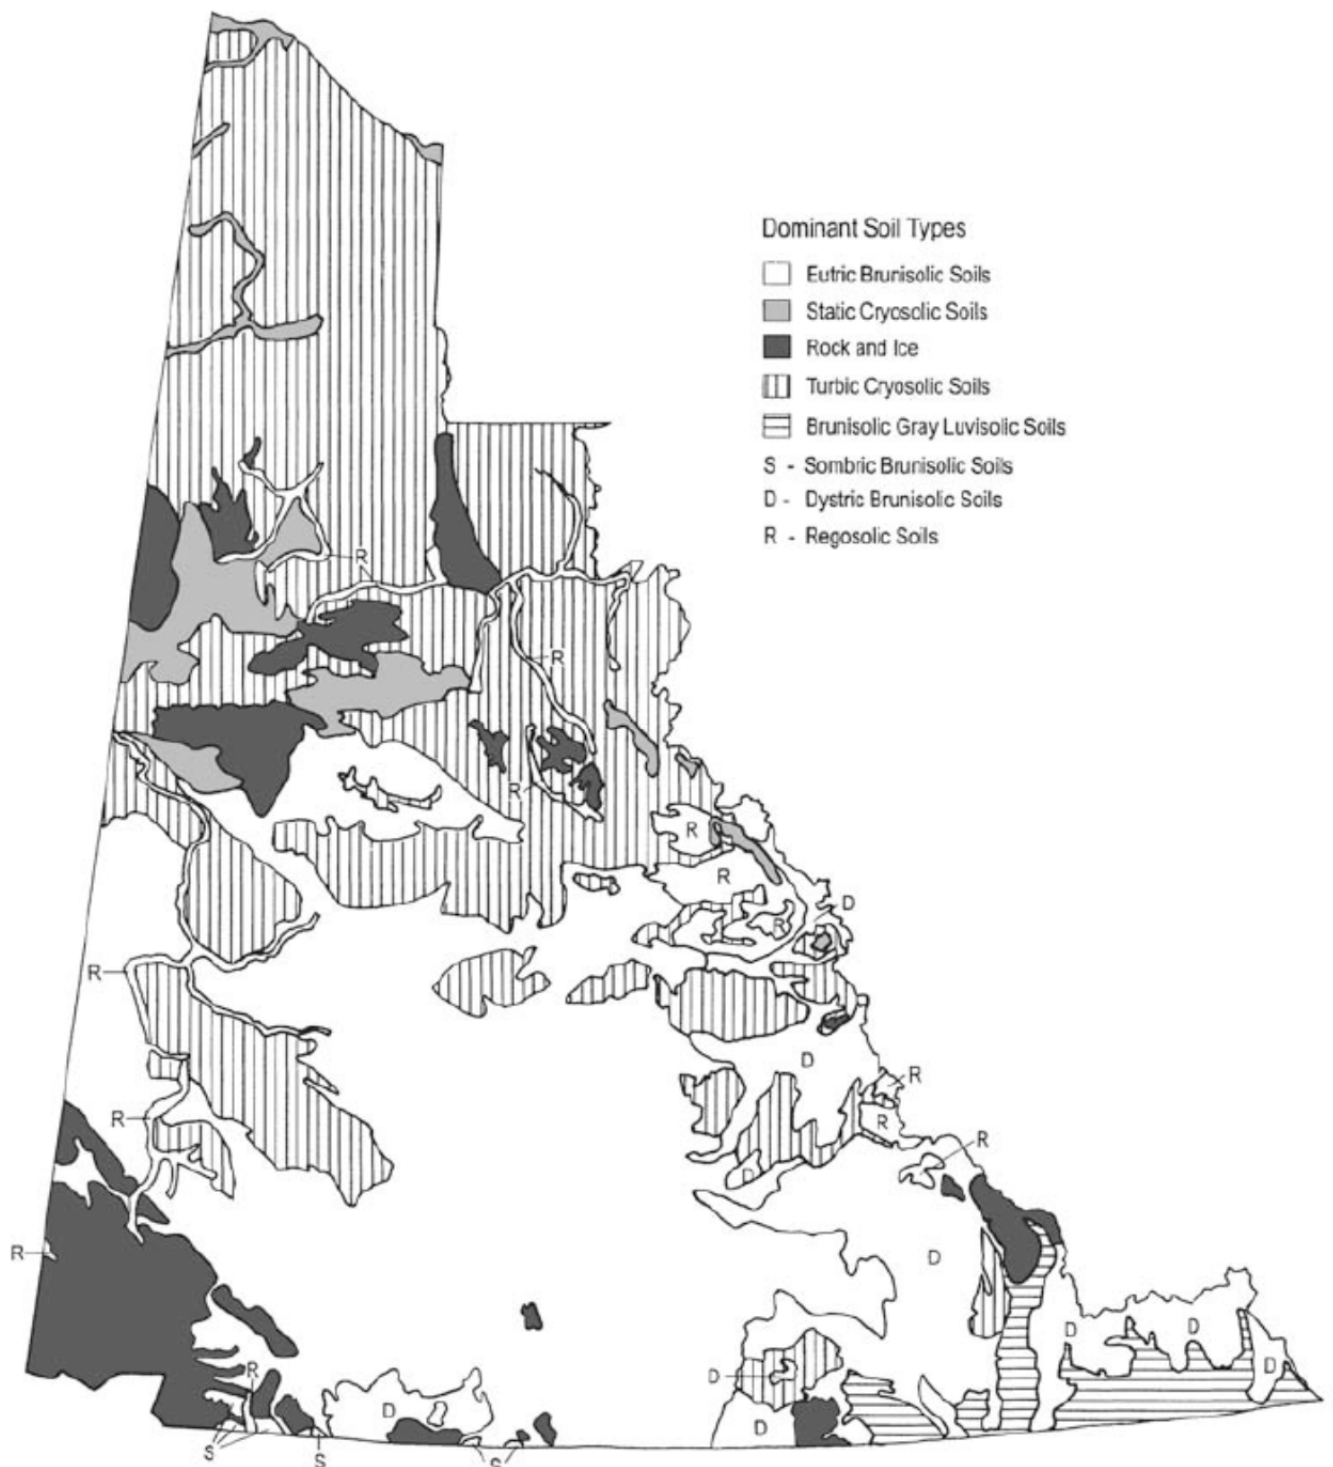 Dominant Soil Types
Eutric Brunisolic Soils
Static Cryosolic Soils
Rock and Ice
Turbic Cryosolic Soils
Brunisolic Gray Luvisolic Soils
S - Sombric Brunisolic Soils
D - Dystric Brunisolic Soils
R - Regosolic Soils
R
R
R
R
R
D
R
R
D
R
R
R
R
D
R
D
D
D
D
R
D
D
D
S
S
S